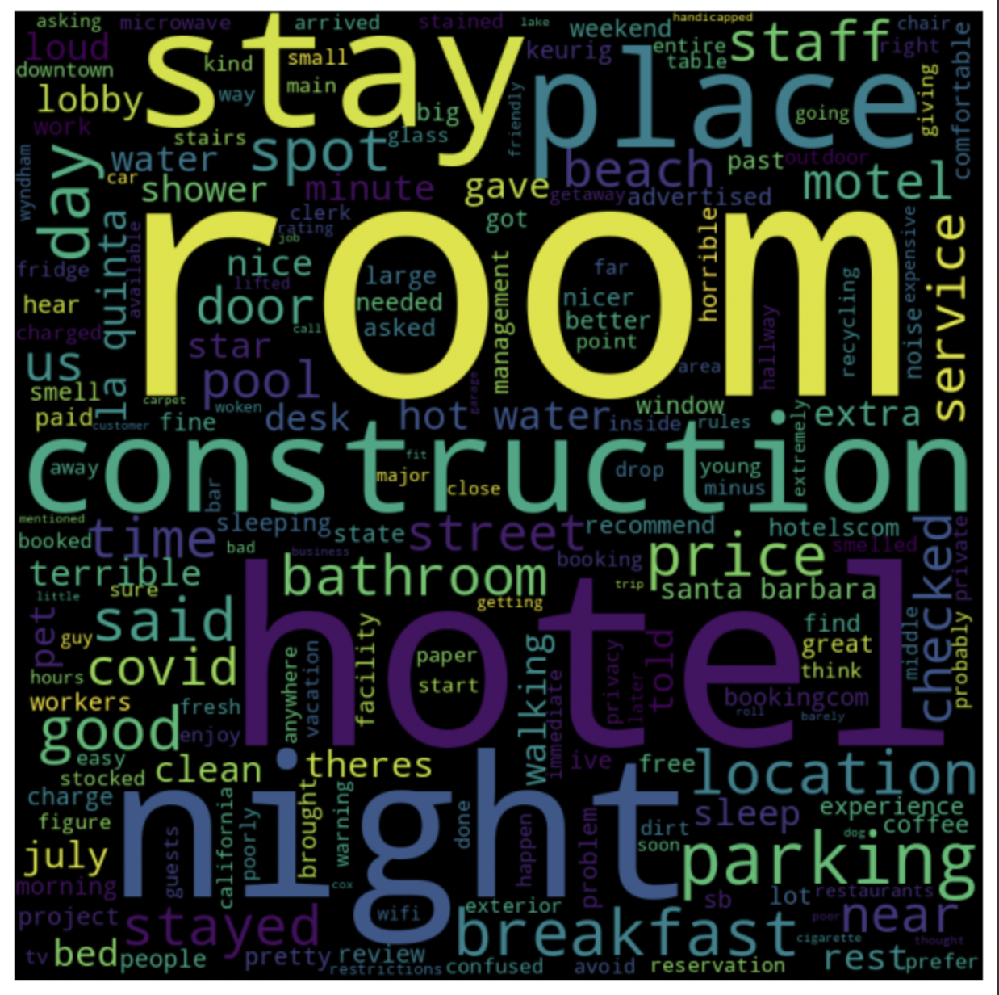 asking microwave arrived stained lake weekend handicapped chair
loud kind small stay keurig place entire staff right
downtown way main big table comfortable
lobby friendly going giving
work stairs glass
wyndham day water spot beach past outdoor
car shower minute gave getaway advertised motel
clerk got horrible expensive
la quinta available rating job room management service
fridge nice lifted large needed asked far nicer better point hallway recycling noise
hear door call
charged star
us pool area
smell carpet woken garage window
paid customer fine desk hot water inside rules extremely extra
construction
away fit major close drop young minus
bar
mentioned sleeping state street recommend hotelscom checked private
booked time bad business booking price smelled
terrible bathroom trip santa barbara
little sure getting
pet said hotel find middle probably
guy facility paper walking privacy told great
hours covid anywhere vacation start immediate later think
workers bookingcom
good fresh roll barely
enjoy
easy clean theres ive free location
stocked
charge night brought warning done sleep experience
figure california poorly dirt dog coffee
july guests happen problem soon parking
morning cox sb lot restaurants
project stayed wifi exterior breakfast poor near
tv bed people pretty review cigarette thought
restrictions confused avoid reservation rest prefer